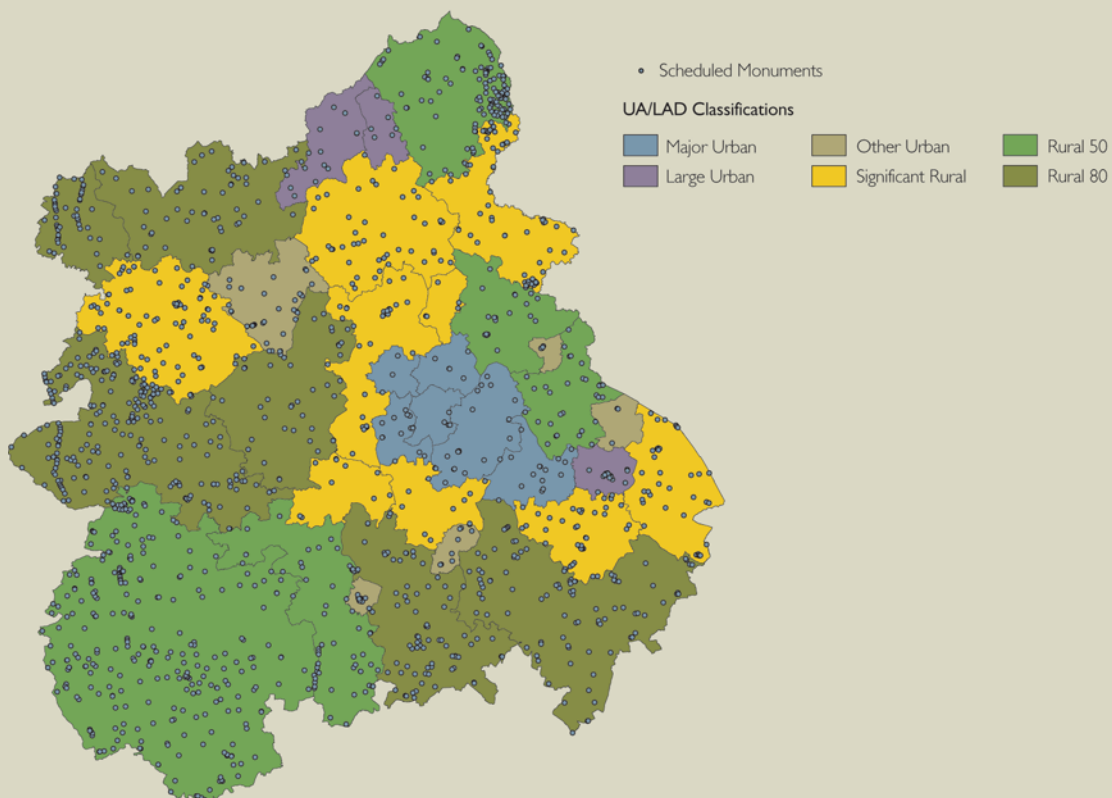 Scheduled Monuments
UA/LAD Classifications
Major Urban
Other Urban
Rural 50
Large Urban
Significant Rural
Rural 80